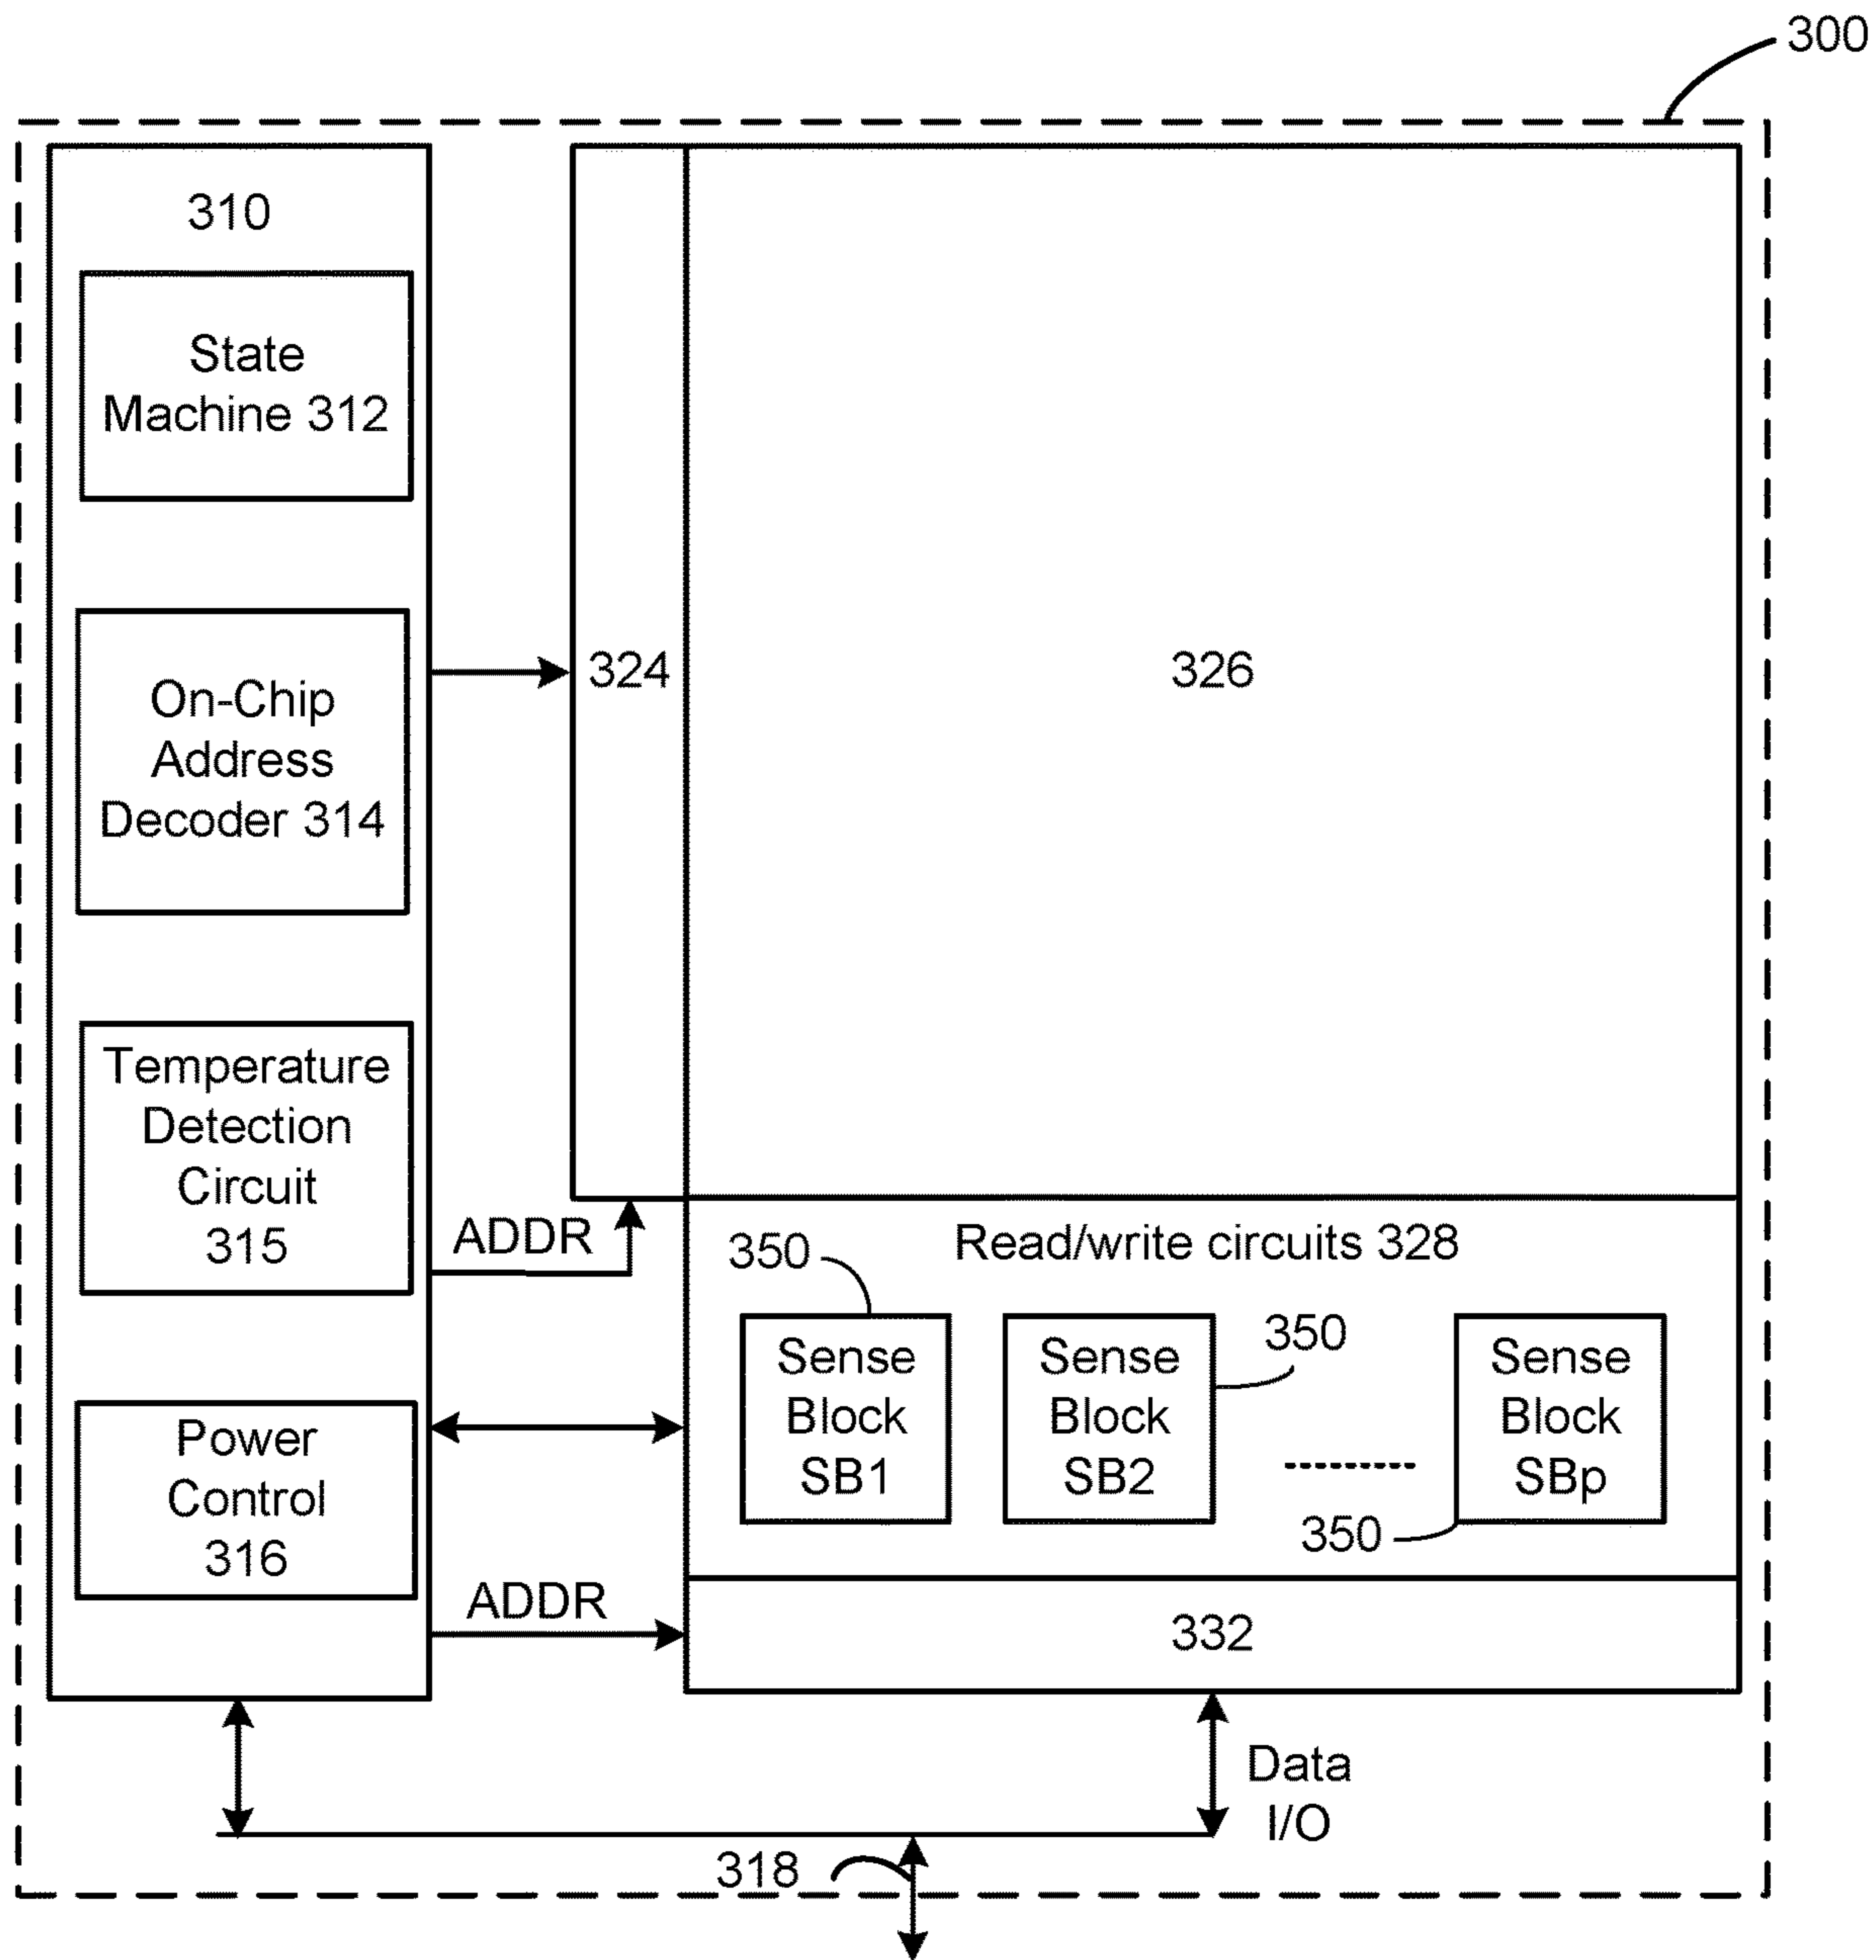 300
310
State
Machine 312
On-Chip
Address
Decoder 314
Temperature
Detection
Circuit
315
Power
Control
316
324
326
ADDR
Read/write circuits 328
350
Sense
Block
SB1
Sense
Block
SB2
350
Sense
Block
SBp
350
ADDR
332
Data
I/O
318